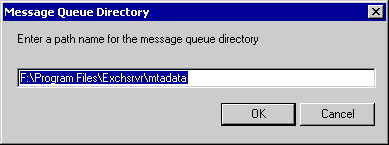 Message Queue Directory
Enter a path name for the message queue directory
F:\Program Files\Exchsrvr\mtadata
OK
Cancel